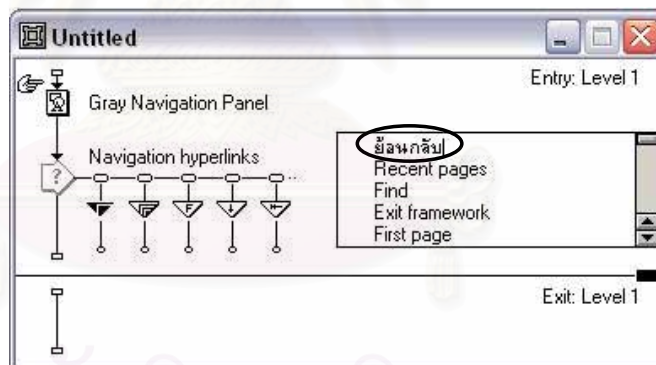 Untitled
Entry: Level 1
Gray Navigation Panel
Navigation hyperlinks
ย้อนกลับ
Recent pages
Find
Exit framework
First page
Exit: Level 1